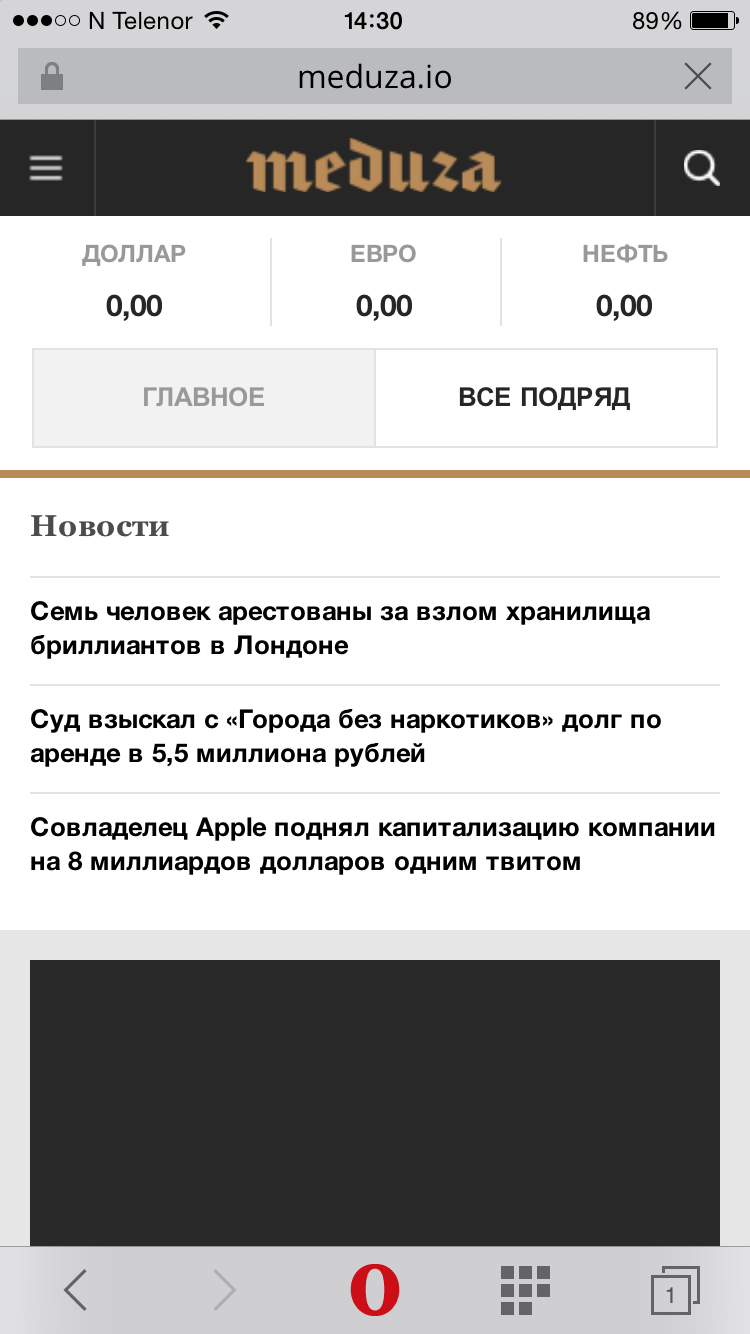 N Telenor 14:30 89%
meduza.io
meduza
ДОЛЛАР ЕВРО НЕФТЬ
0,00 0,00 0,00
ГЛАВНОЕ ВСЕ ПОДРЯД
Новости
Семь человек арестованы за взлом хранилища
бриллиантов в Лондоне
Суд взыскал с «Города без наркотиков» долг по
аренде в 5,5 миллиона рублей
Совладелец Apple поднял капитализацию компании
на 8 миллиардов долларов одним твитом
1